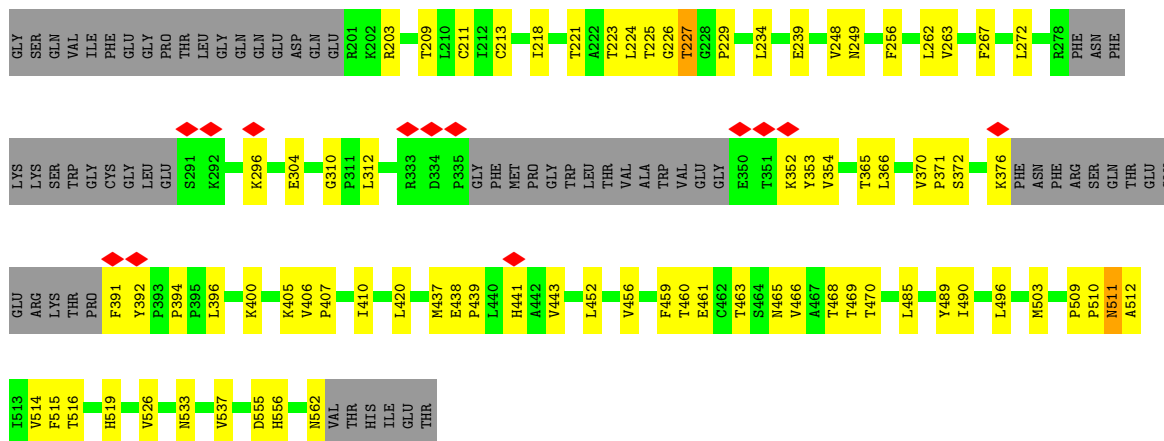 GLY SER GLN VAL ILE PHE GLU GLY PRO THR LEU GLY GLN GLN GLU ASP GLN GLU R201 K202 R203 T209 L210 C211 I212 C213 I218 T221 A222 T223 L224 T225 G226 T227 G228 P229 L234 E239 V248 N249 F256 L262 V263 F267 L272 R278 PHE ASN PHE
LYS LYS SER TRP GLY CYS GLY LEU GLU S291 K292 K296 E304 G310 P311 L312 R333 D334 P335 GLY PHE MET PRO GLY TRP LEU THR VAL ALA TRP VAL GLU GLY E350 T351 K352 Y353 V354 T365 L366 V370 P371 S372 K376 PHE ASN PHE ARG SER GLN THR GLU
GLU ARG LYS THR PRO F391 Y392 P393 P394 P395 L396 K400 K405 V406 P407 I410 L420 M437 E438 P439 L440 H441 A442 V443 L452 V456 F459 T460 E461 C462 T463 S464 N465 V466 A467 T468 T469 T470 L485 Y489 I490 L496 M503 P509 P510 N511 A512
I513 V514 F515 T516 H519 V526 N533 V537 D555 H556 N562 VAL THR HIS ILE GLU THR